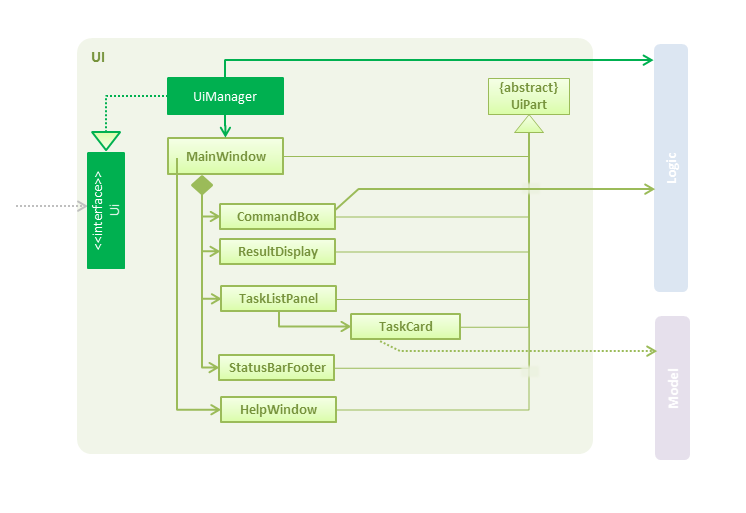 UI
UiManager
{abstract}
UiPart
MainWindow
<<interface>>
Ui
CommandBox
ResultDisplay
TaskListPanel
TaskCard
StatusBarFooter
HelpWindow
Logic
Model